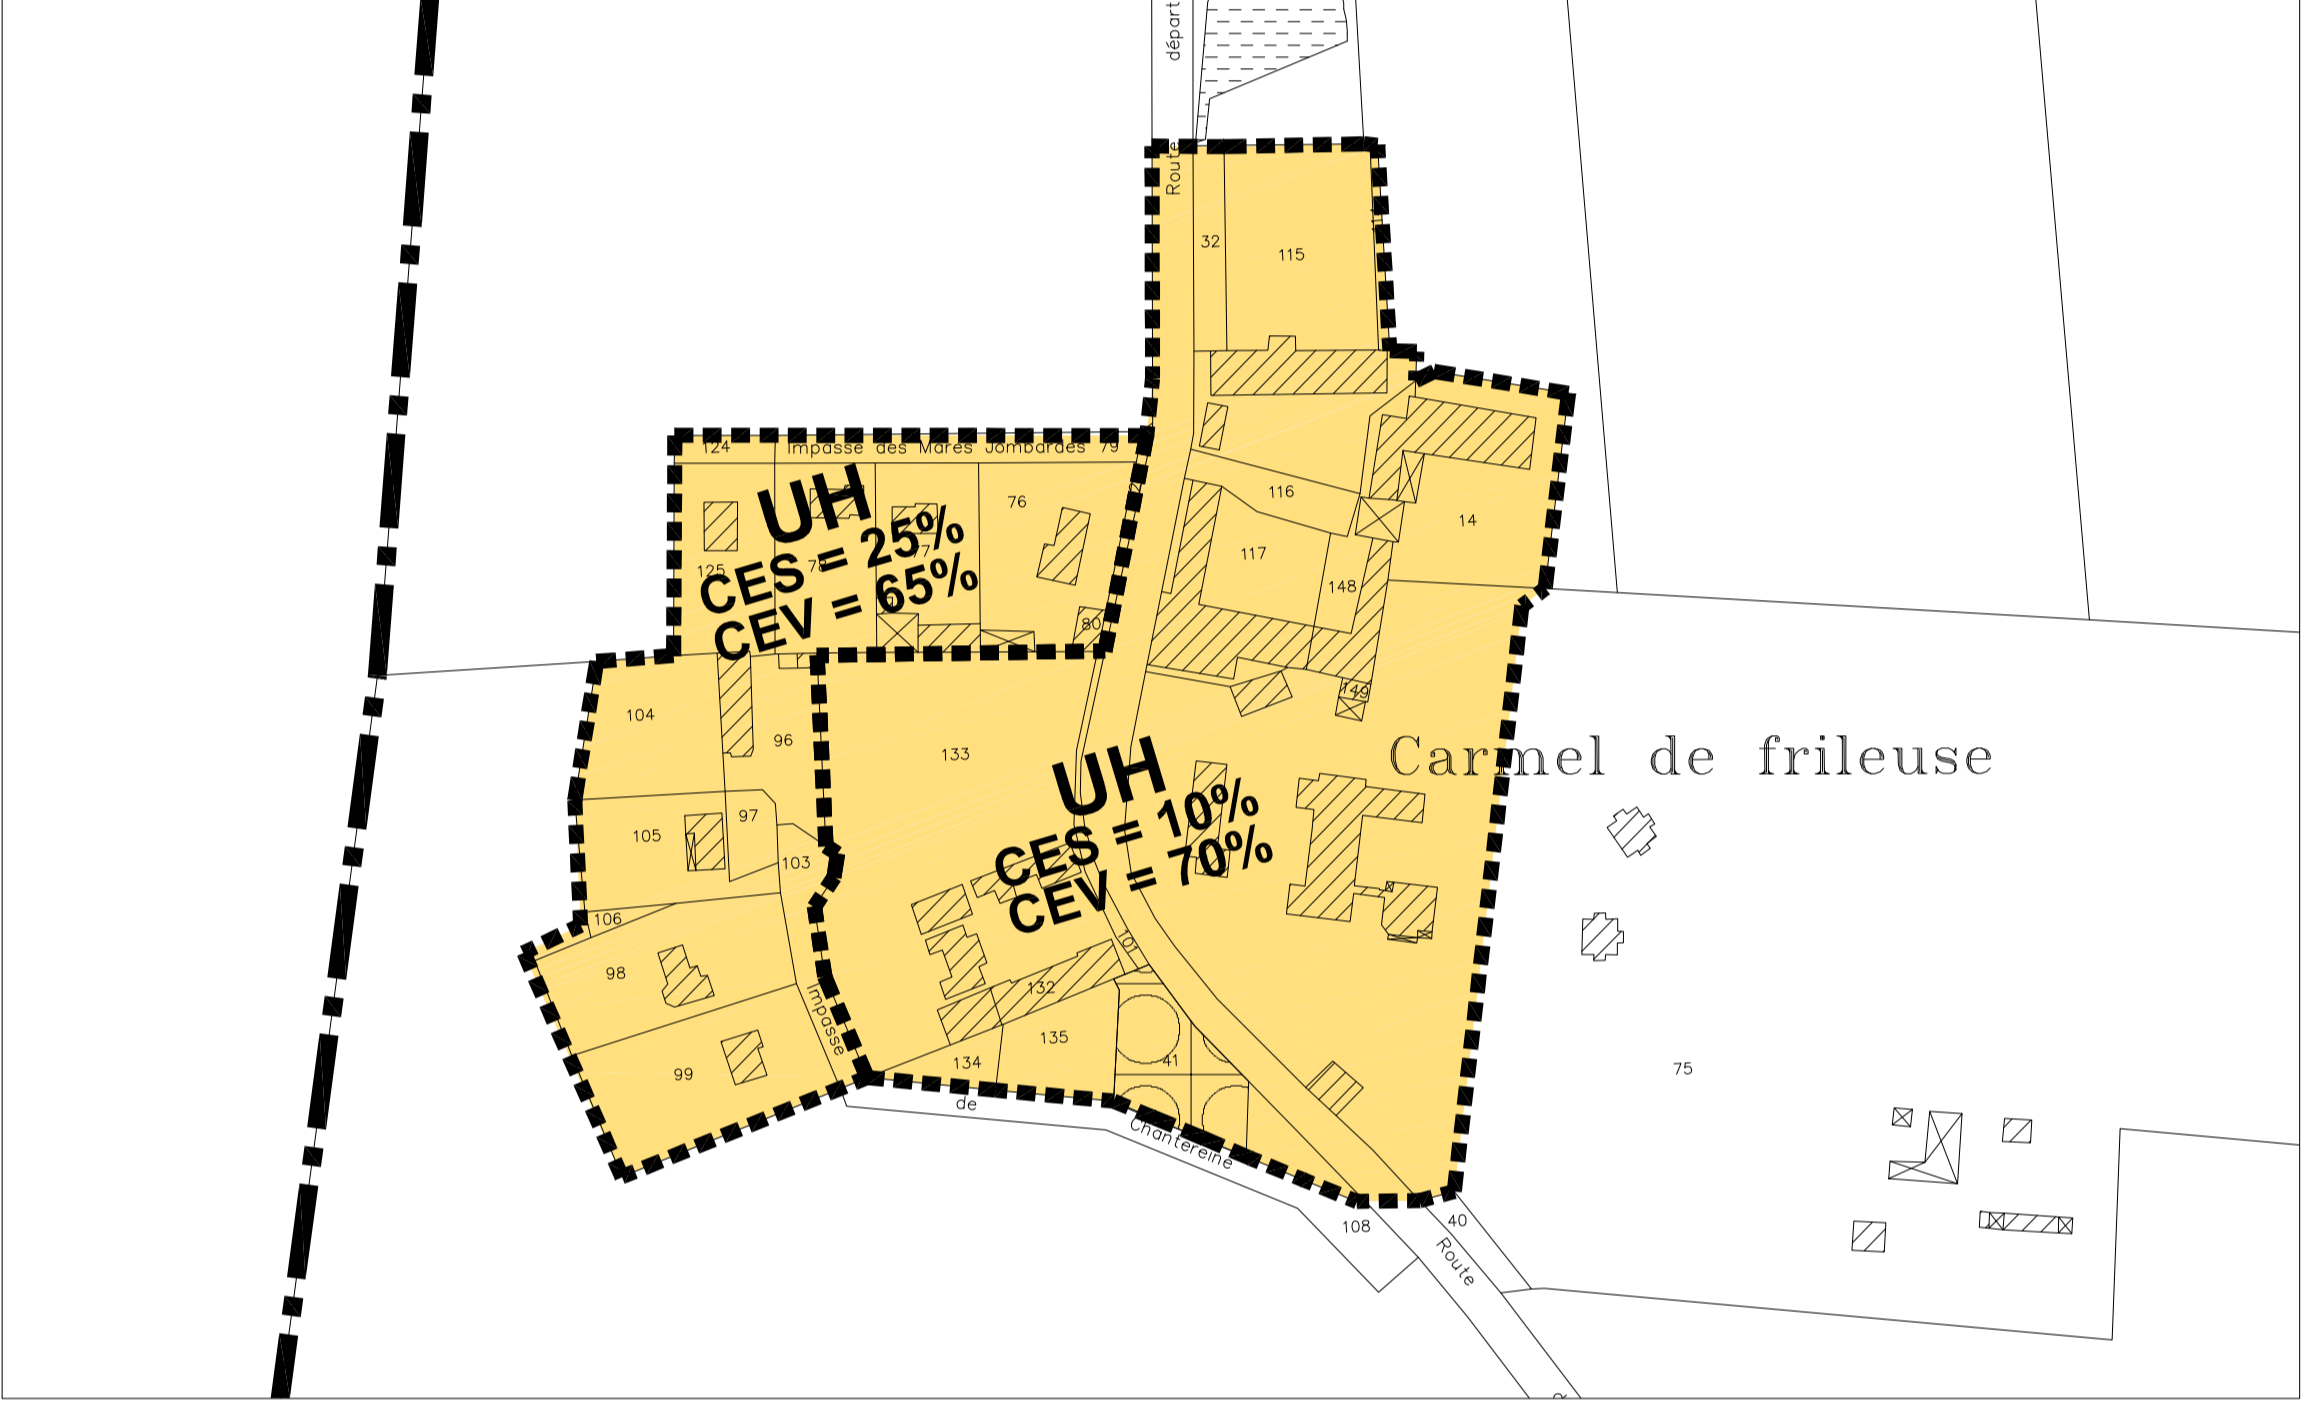 départ
Route
32
115
124
Impasse des Mares Jombardes
79
UH
CES = 25%
CEV = 65%
76
125
80
116
14
117
148
149
104
96
133
Carmel de frileuse
UH
CES = 10%
CEV = 70%
105
97
103
106
98
101
132
Impasse
135
134
41
99
de
Chantereine
75
108
40
Route